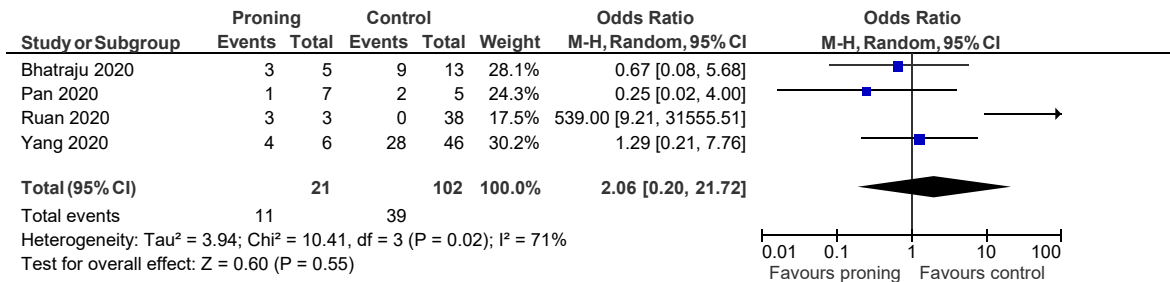 Proning Control Odds Ratio Odds Ratio
Study or Subgroup Events Total Events Total Weight M-H, Random, 95% CI M-H, Random, 95% CI
Bhatraju 2020 3 5 9 13 28.1% 0.67 [0.08, 5.68]
Pan 2020 1 7 2 5 24.3% 0.25 [0.02, 4.00]
Ruan 2020 3 3 0 38 17.5% 539.00 [9.21, 31555.51]
Yang 2020 4 6 28 46 30.2% 1.29 [0.21, 7.76]
Total (95% CI) 21 102 100.0% 2.06 [0.20, 21.72]
Total events 11 39
Heterogeneity: Tau² = 3.94; Chi² = 10.41, df = 3 (P = 0.02); I² = 71%
Test for overall effect: Z = 0.60 (P = 0.55)
0.01 0.1 1 10 100
Favours proning Favours control